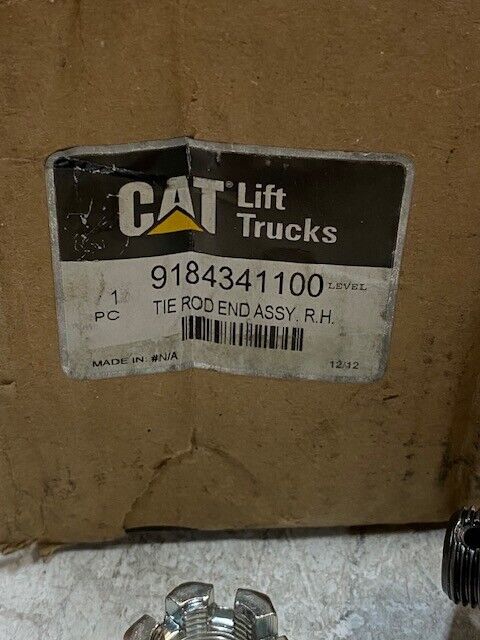 CAT® Lift
Trucks
9184341100 LEVEL
1 TIE ROD END ASSY, R.H.
PC
MADE IN: #N/A 12/12